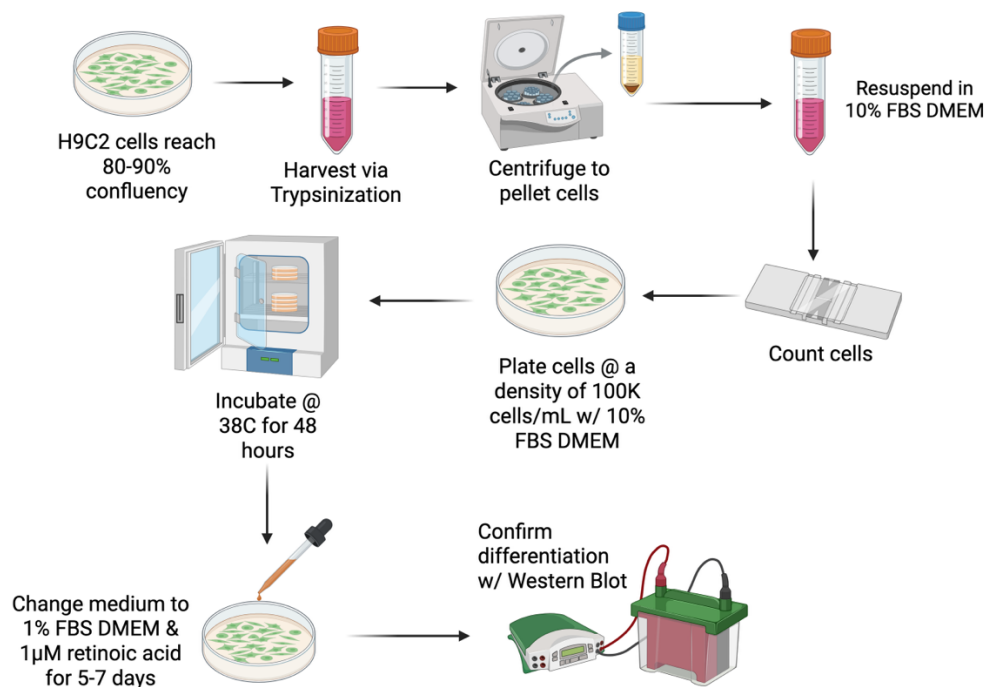 H9C2 cells reach
80-90%
confluency
Harvest via
Trypsinization
Centrifuge to
pellet cells
Resuspend in
10% FBS DMEM
Count cells
Plate cells @ a
density of 100K
cells/mL w/ 10%
FBS DMEM
Incubate @
38C for 48
hours
Change medium to
1% FBS DMEM &
1µM retinoic acid
for 5-7 days
Confirm
differentiation
w/ Western Blot